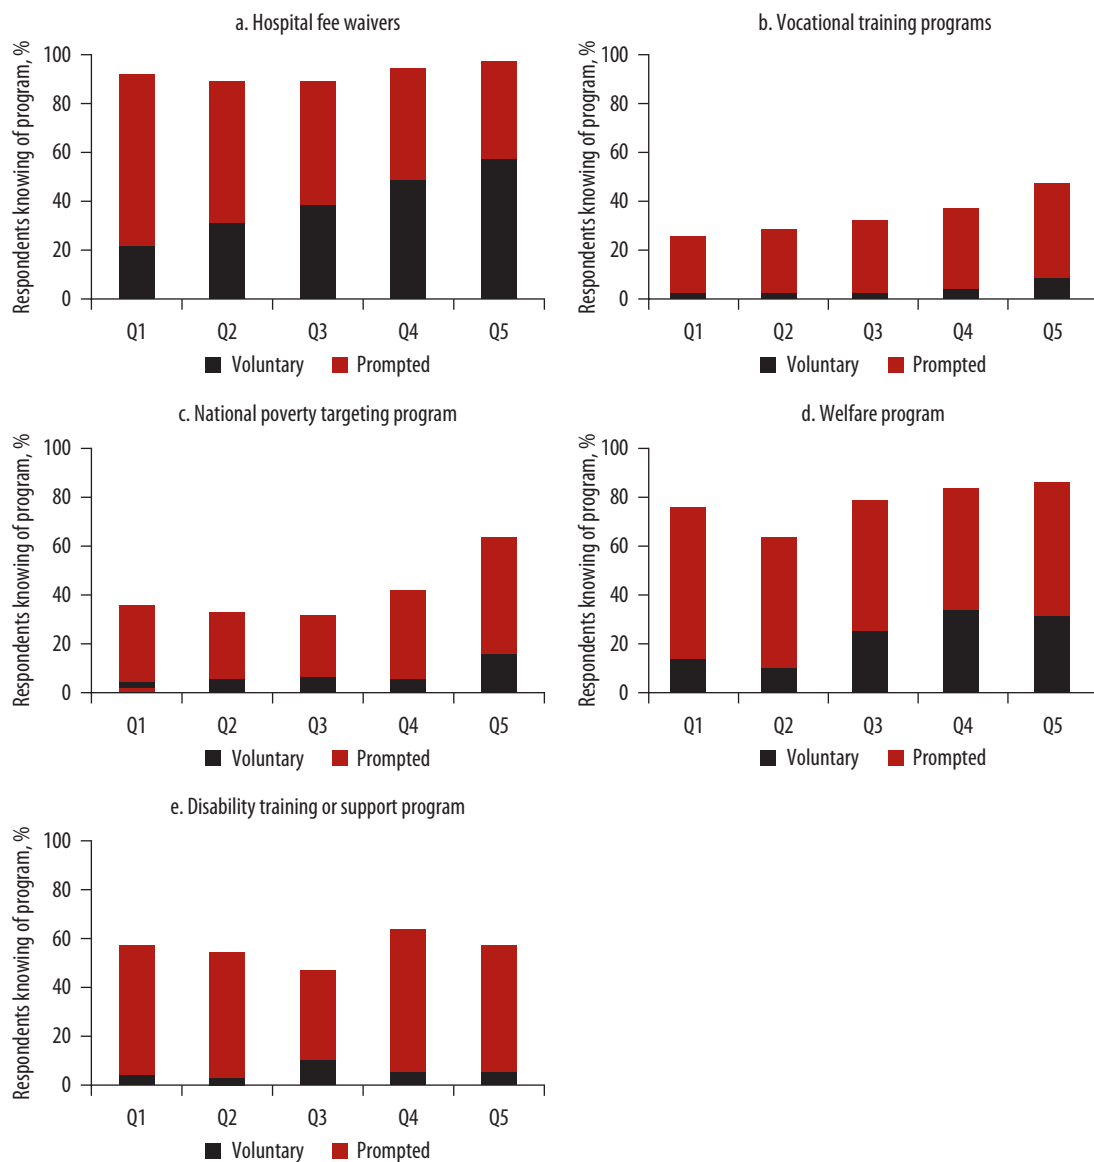 a. Hospital fee waivers
Respondents knowing of program, %
100
80
60
40
20
0
Q1 Q2 Q3 Q4 Q5
Voluntary Prompted
b. Vocational training programs
Respondents knowing of program, %
100
80
60
40
20
0
Q1 Q2 Q3 Q4 Q5
Voluntary Prompted
c. National poverty targeting program
Respondents knowing of program, %
100
80
60
40
20
0
Q1 Q2 Q3 Q4 Q5
Voluntary Prompted
d. Welfare program
Respondents knowing of program, %
100
80
60
40
20
0
Q1 Q2 Q3 Q4 Q5
Voluntary Prompted
e. Disability training or support program
Respondents knowing of program, %
100
80
60
40
20
0
Q1 Q2 Q3 Q4 Q5
Voluntary Prompted